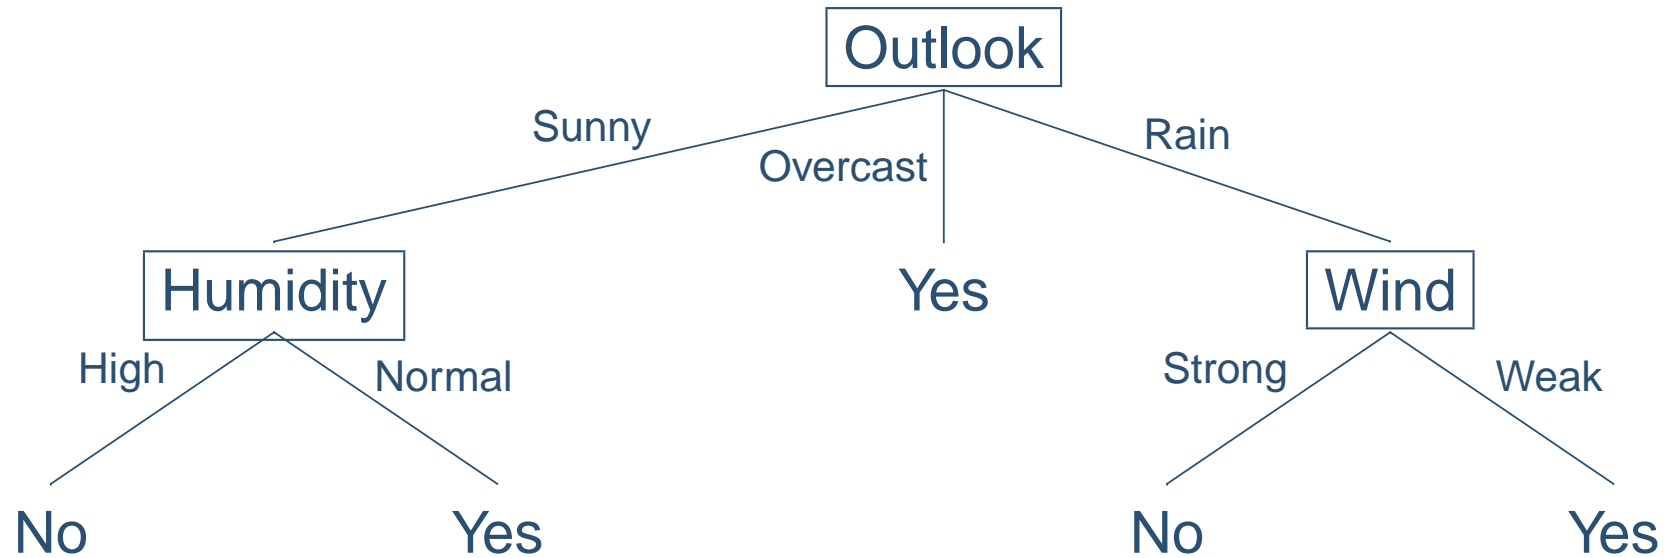 Outlook
Sunny
Overcast
Rain
Humidity
Yes
Wind
High
Normal
Strong
Weak
No
Yes
No
Yes